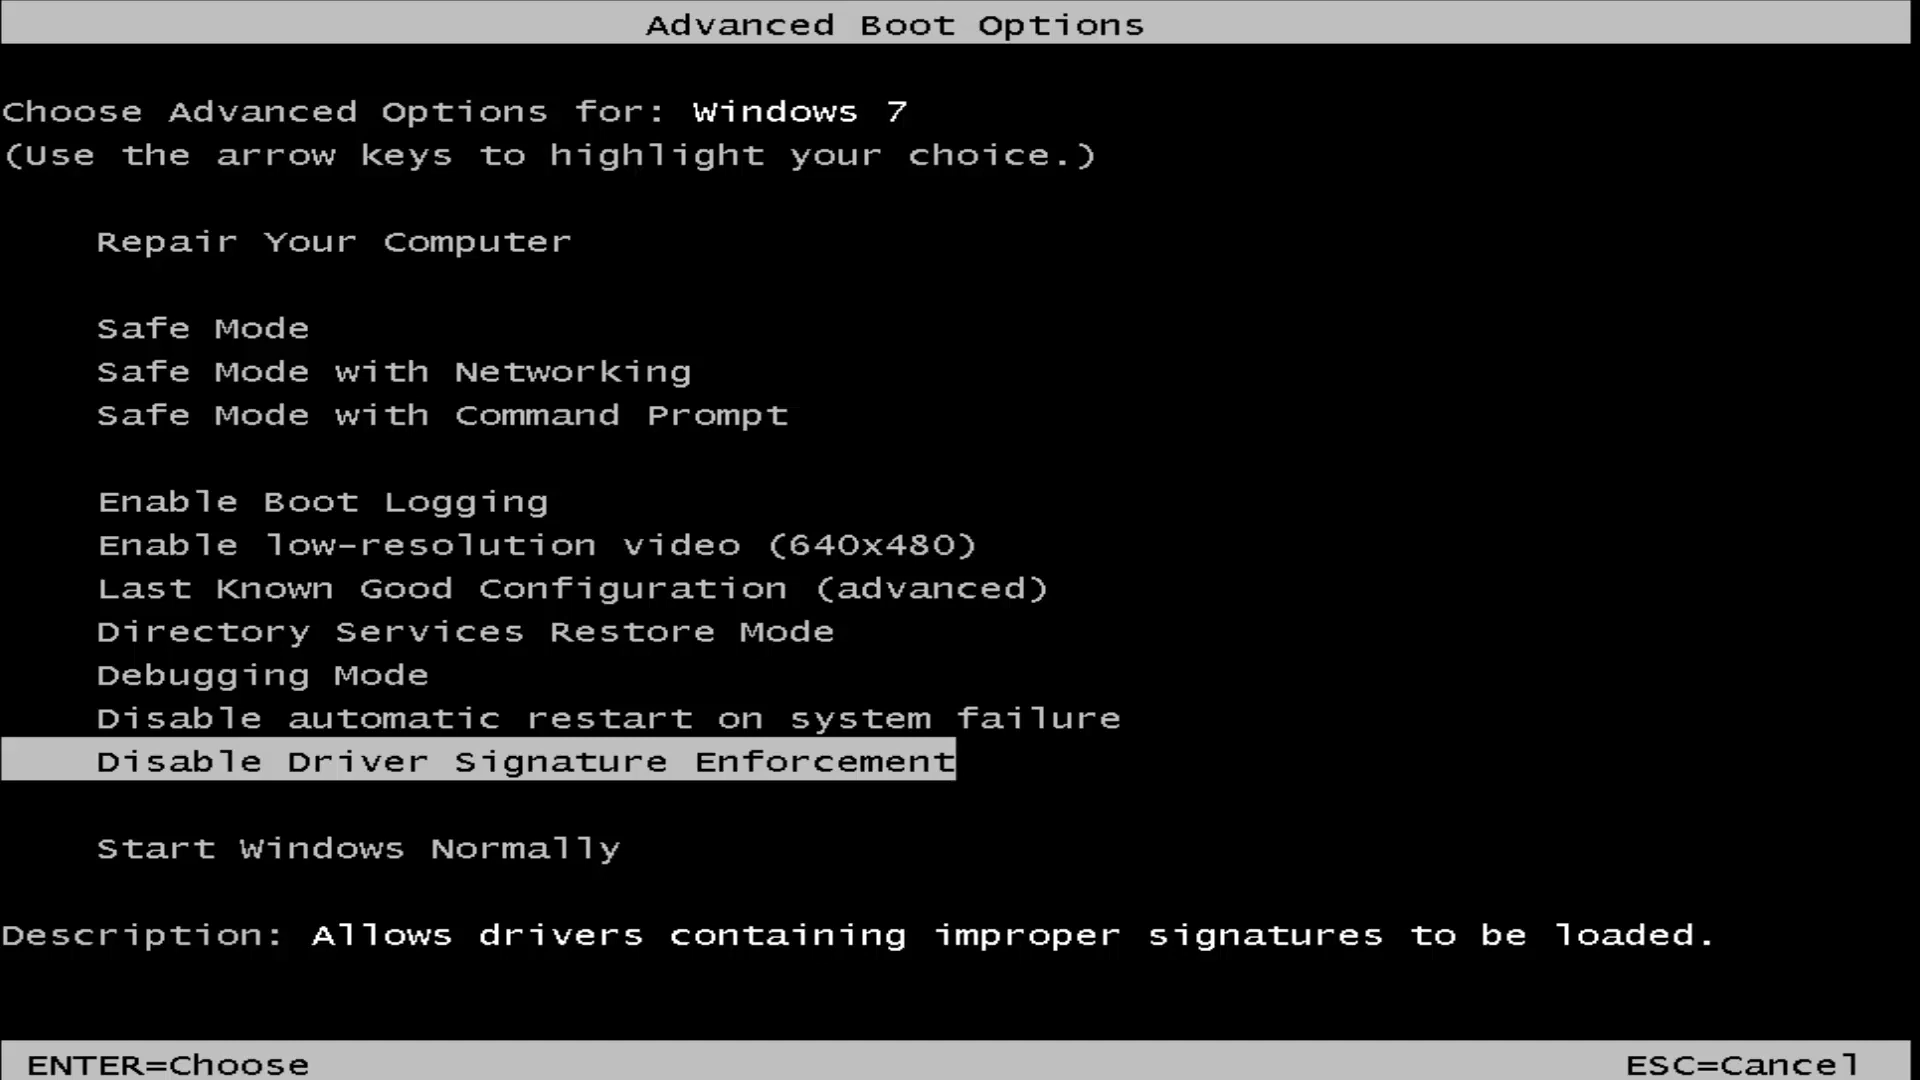 Advanced Boot Options
Choose Advanced Options for: Windows 7
(Use the arrow keys to highlight your choice.)
Repair Your Computer
Safe Mode
Safe Mode with Networking
Safe Mode with Command Prompt
Enable Boot Logging
Enable low-resolution video (640x480)
Last Known Good Configuration (advanced)
Directory Services Restore Mode
Debugging Mode
Disable automatic restart on system failure
Disable Driver Signature Enforcement
Start Windows Normally
Description: Allows drivers containing improper signatures to be loaded.
ENTER=Choose ESC=Cancel